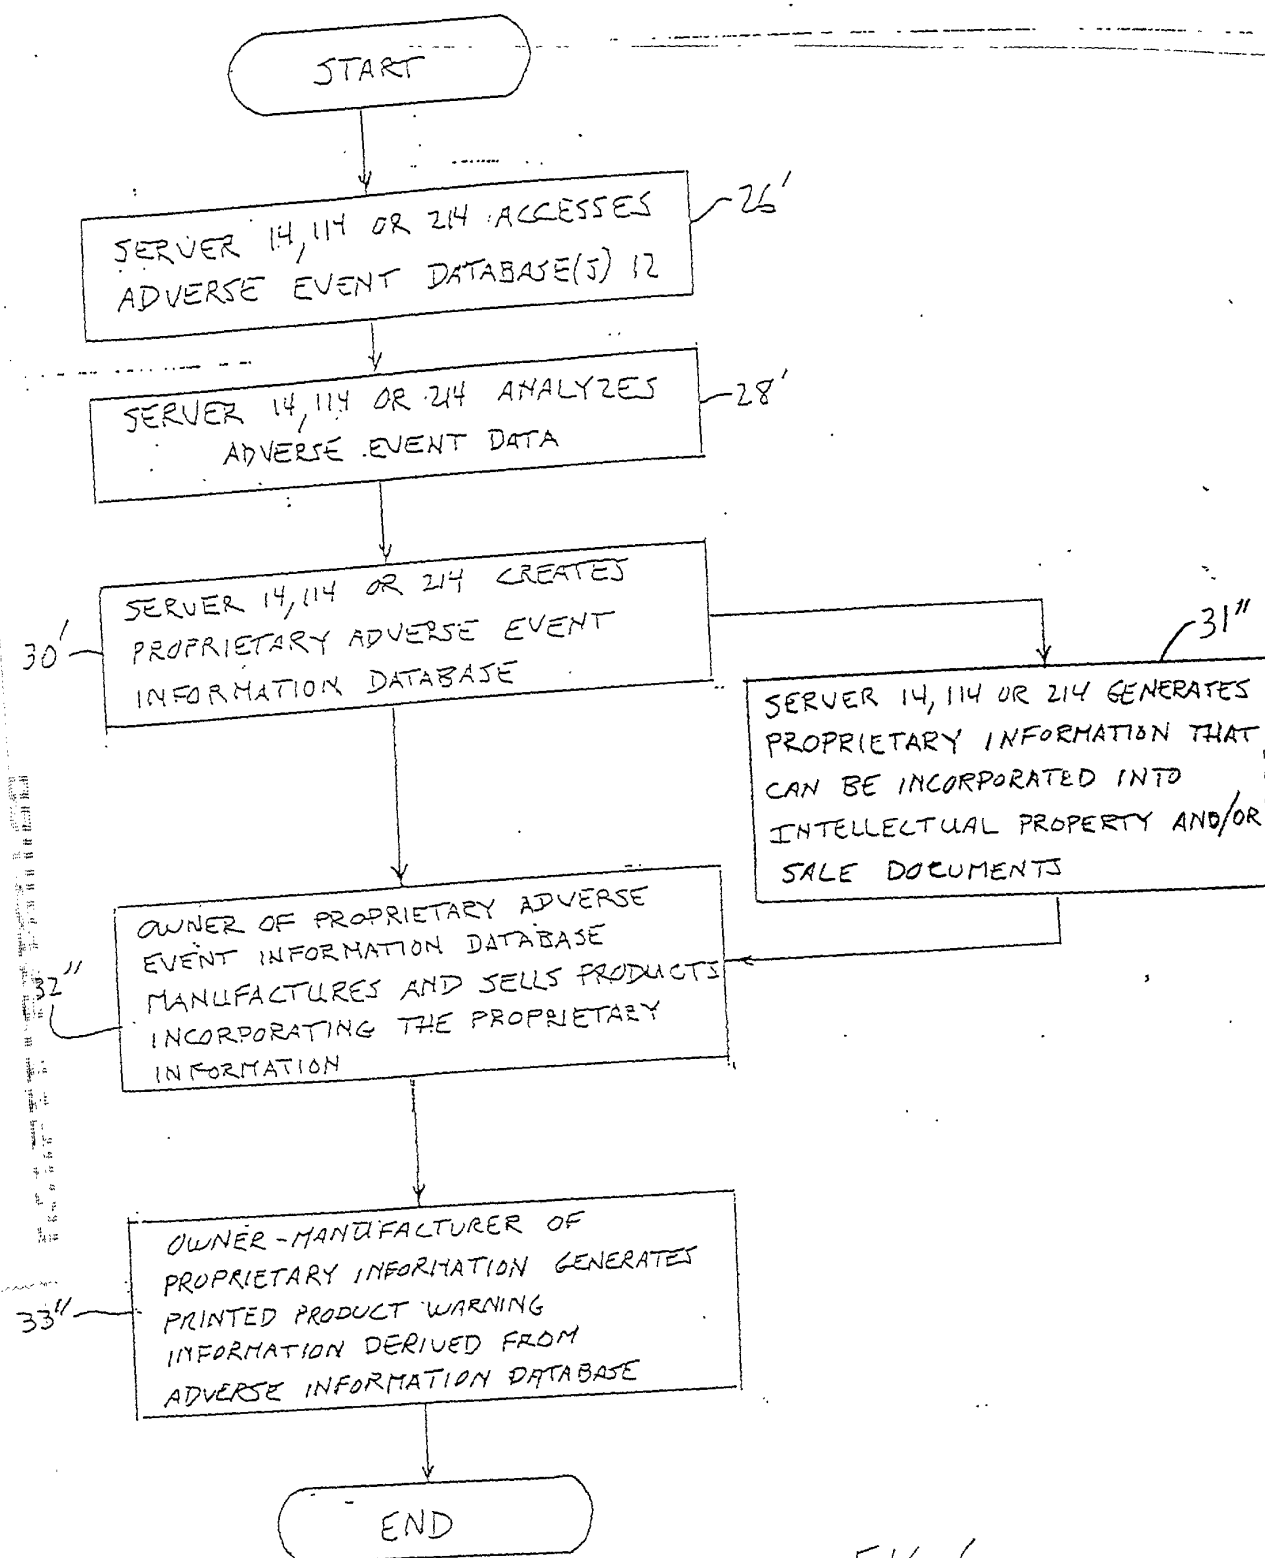 START
SERVER 14,114 OR 214 ACCESSES
ADVERSE EVENT DATABASE(S) 12
26'
SERVER 14,114 OR 214 ANALYZES
ADVERSE EVENT DATA
28'
SERVER 14,114 OR 214 CREATES
PROPRIETARY ADVERSE EVENT
INFORMATION DATABASE
30'
31"
SERVER 14,114 OR 214 GENERATES
PROPRIETARY INFORMATION THAT
CAN BE INCORPORATED INTO
INTELLECTUAL PROPERTY AND/OR
SALE DOCUMENTS
OWNER OF PROPRIETARY ADVERSE
EVENT INFORMATION DATABASE
MANUFACTURES AND SELLS PRODUCTS
INCORPORATING THE PROPRIETARY
INFORMATION
32"
OWNER-MANUFACTURER OF
PROPRIETARY INFORMATION GENERATES
PRINTED PRODUCT WARNING
INFORMATION DERIVED FROM
ADVERSE INFORMATION DATABASE
33"
END